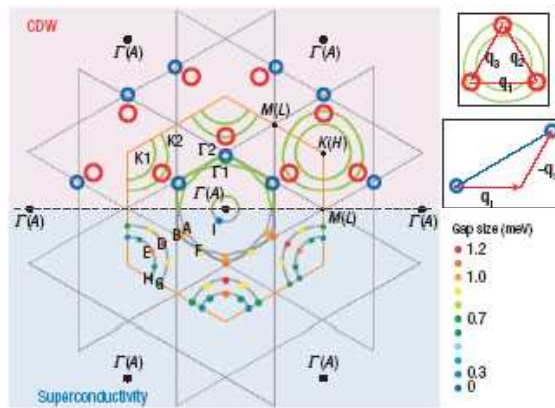 CDW
Γ(A) Γ(A)
M(L)
K2
K1
Γ2
Γ1
K(H)
Γ(A) Γ(A) M(L) Γ(A)
B A I
D
E F
H G
Γ(A) Γ(A)
Superconductivity
q3 q2
q1
q1
Gap size (meV)
1.2
1.0
0.7
0.3
0